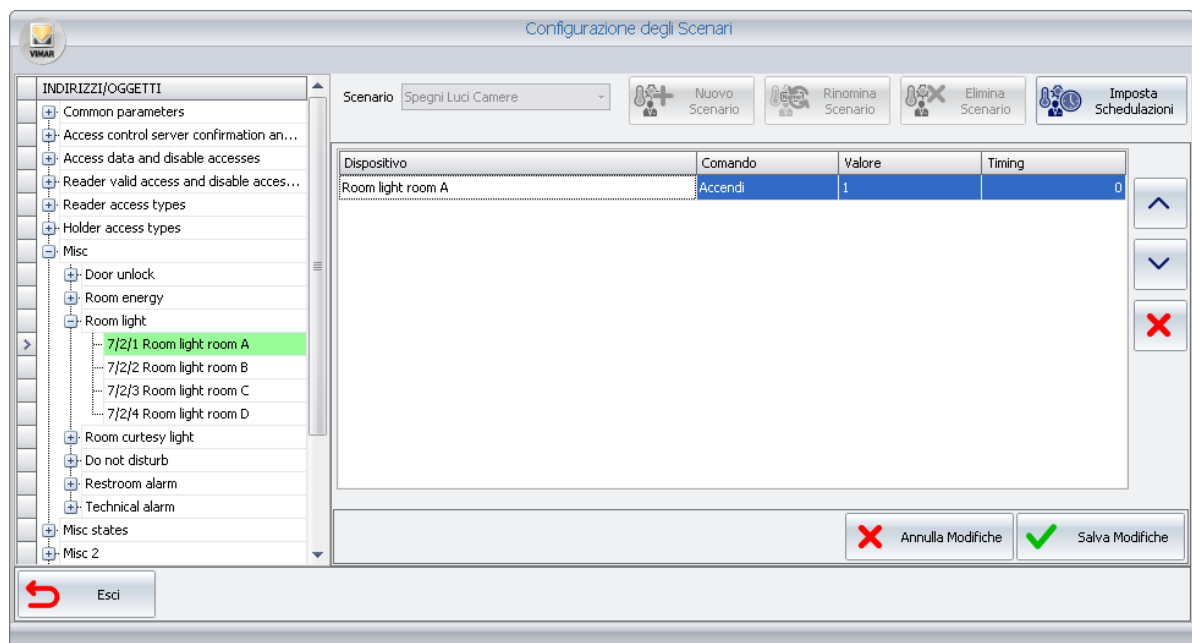 Configurazione degli Scenari
VIMAR
INDIRIZZI/OGGETTI
Common parameters
Access control server confirmation an...
Access data and disable accesses
Reader valid access and disable acces...
Reader access types
Holder access types
Misc
Door unlock
Room energy
Room light
7/2/1 Room light room A
7/2/2 Room light room B
7/2/3 Room light room C
7/2/4 Room light room D
Room curtesy light
Do not disturb
Restroom alarm
Technical alarm
Misc states
Misc 2
Scenario Spegni Luci Camere
Nuovo
Scenario
Rinomina
Scenario
Elimina
Scenario
Imposta
Schedulazioni
Dispositivo Comando Valore Timing
Room light room A Accendi 1 0
Annulla Modifiche Salva Modifiche
Esci